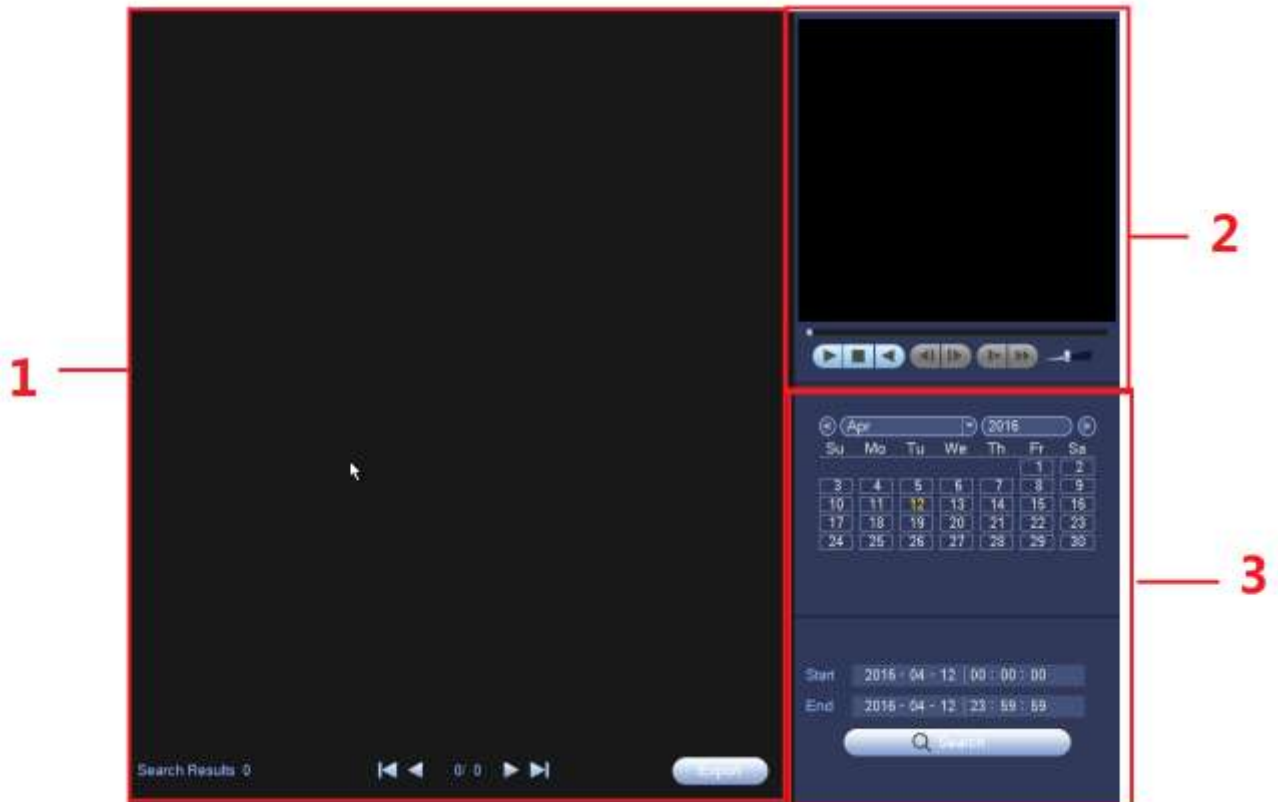 1
2
3
Apr 2016
Su Mo Tu We Th Fr Sa
1 2
3 4 5 6 7 8 9
10 11 12 13 14 15 16
17 18 19 20 21 22 23
24 25 26 27 28 29 30
Start 2016 - 04 - 12 00 : 00 : 00
End 2016 - 04 - 12 23 : 59 : 59
Search
Search Results 0
0/ 0
Export